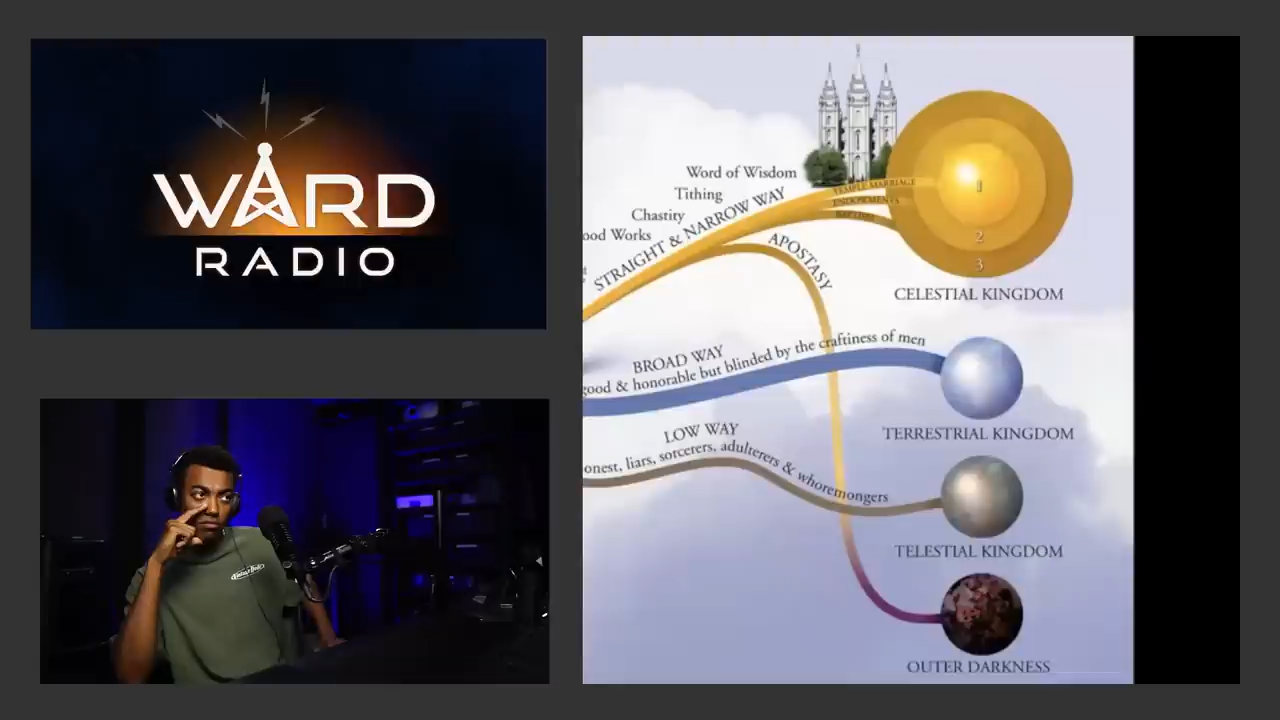 WARD
RADIO
Word of Wisdom
Tithing
Chastity
ood Works
STRAIGHT & NARROW WAY
TEMPLE MARRIAGE
ENDOWMENTS
BAPTISM
1
2
3
CELESTIAL KINGDOM
APOSTASY
BROAD WAY
good & honorable but blinded by the craftiness of men
TERRESTRIAL KINGDOM
LOW WAY
onest, liars, sorcerers, adulterers & whoremongers
TELESTIAL KINGDOM
OUTER DARKNESS